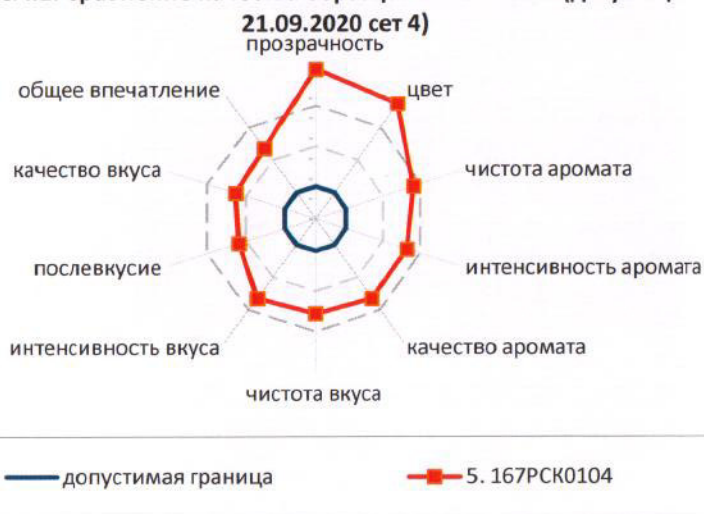 21.09.2020 сет 4)
прозрачность
общее впечатление
цвет
качество вкуса
чистота аромата
послевкусие
интенсивность аромата
интенсивность вкуса
качество аромата
чистота вкуса
допустимая граница
5. 167РСК0104